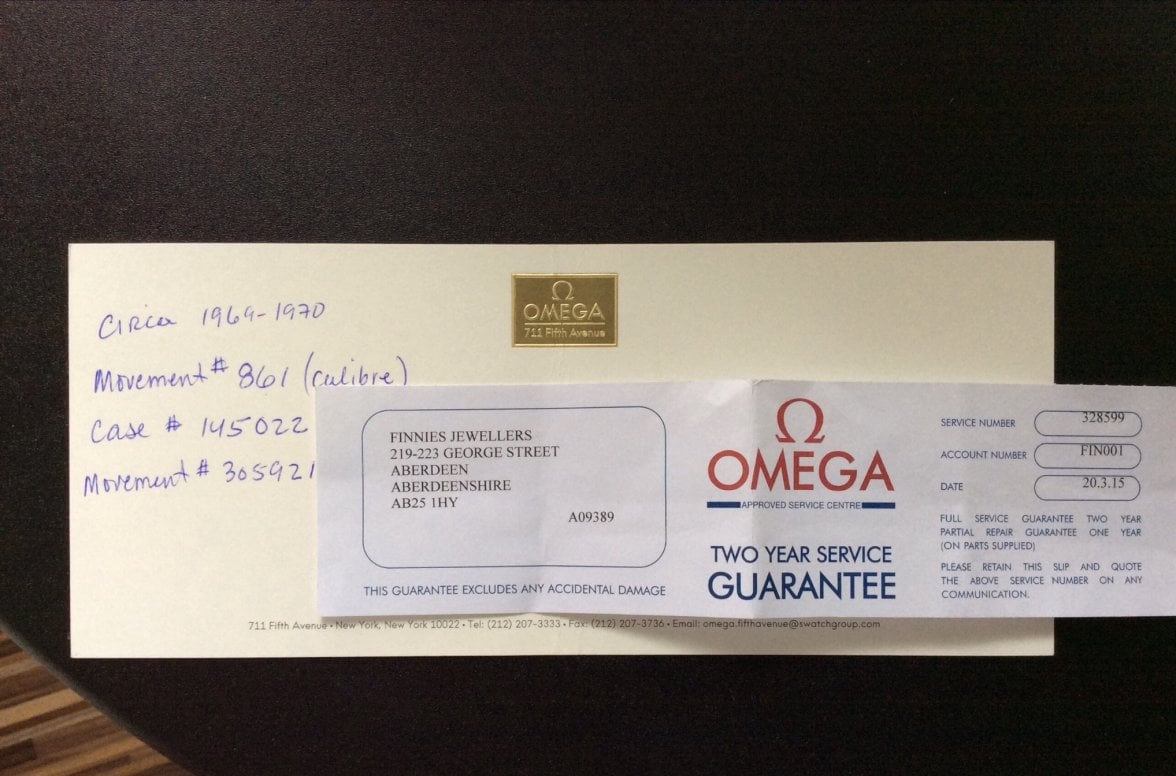 Circa 1969-1970
Movement# 861 (calibre)
Case # 145022
Movement# 305921
Ω
OMEGA
711 Fifth Avenue
FINNIES JEWELLERS
219-223 GEORGE STREET
ABERDEEN
ABERDEENSHIRE
AB25 1HY
A09389
THIS GUARANTEE EXCLUDES ANY ACCIDENTAL DAMAGE
Ω
OMEGA
APPROVED SERVICE CENTRE
TWO YEAR SERVICE
GUARANTEE
SERVICE NUMBER 328599
ACCOUNT NUMBER FIN001
DATE 20.3.15
FULL SERVICE GUARANTEE TWO YEAR
PARTIAL REPAIR GUARANTEE ONE YEAR
(ON PARTS SUPPLIED)
PLEASE RETAIN THIS SLIP AND QUOTE
THE ABOVE SERVICE NUMBER ON ANY
COMMUNICATION.
711 Fifth Avenue • New York, New York 10022 • Tel: (212) 207-3333 • Fax: (212) 207-3736 • Email: omega.fifthavenue@swatchgroup.com